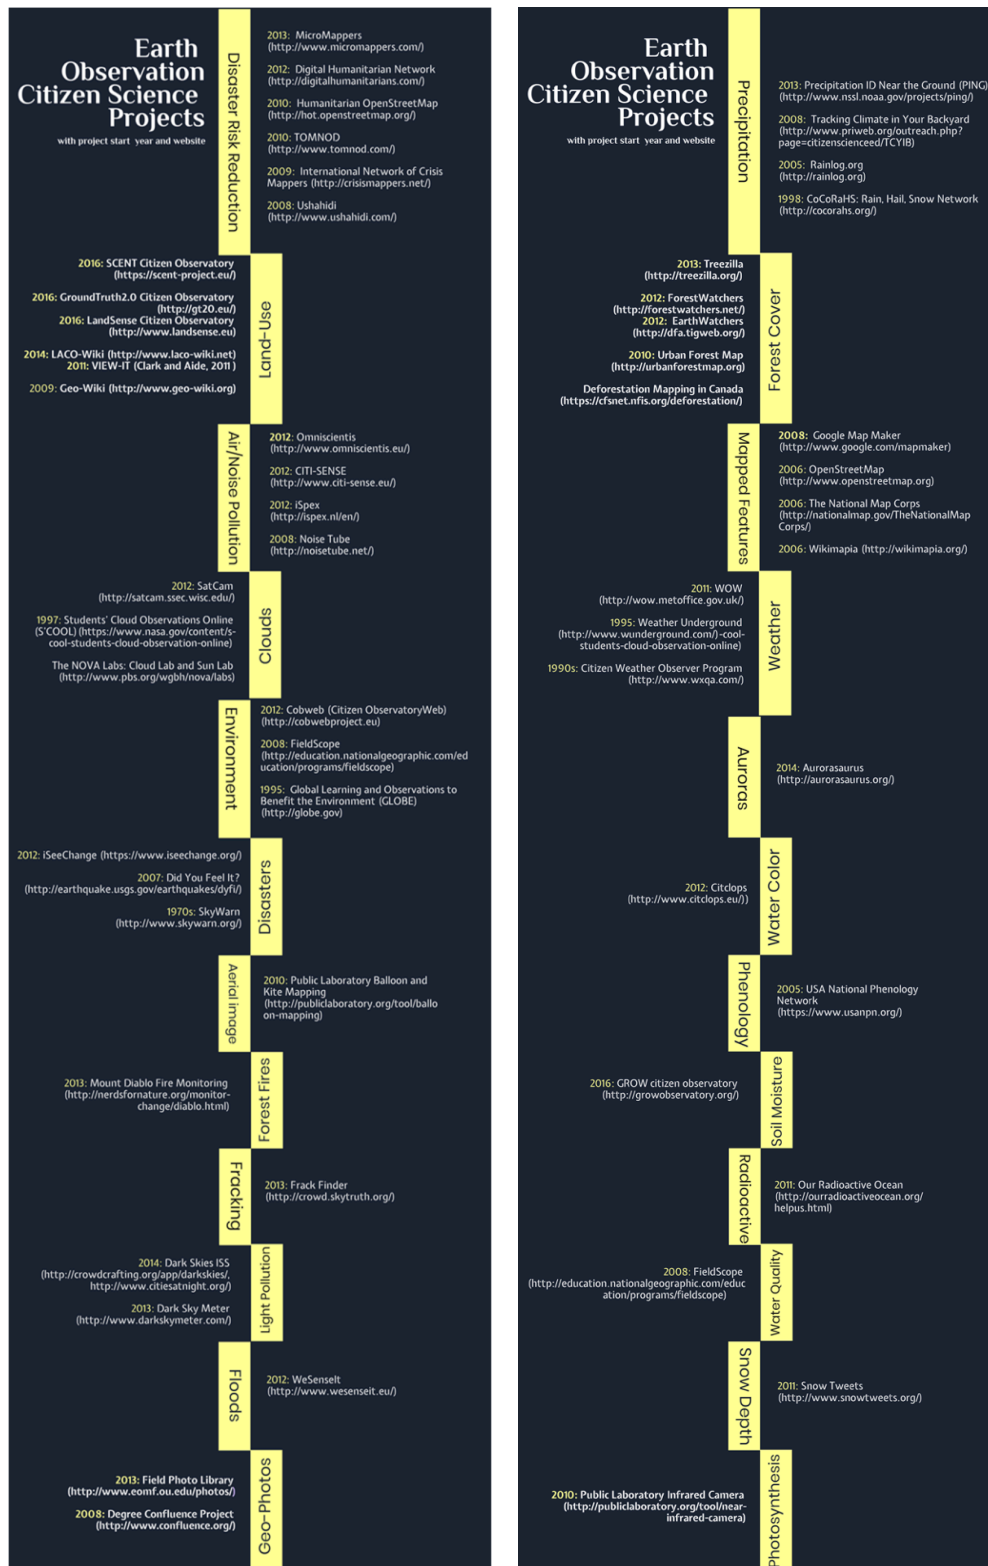 Earth
Observation
Citizen Science
Projects
with project start year and website
Disaster Risk Reduction
2013: MicroMappers
(http://www.micromappers.com/)
2012: Digital Humanitarian Network
(http://digitalhumanitarians.com/)
2010: Humanitarian OpenStreetMap
(http://hot.openstreetmap.org/)
2010: TOMNOD
(http://www.tomnod.com/)
2009: International Network of Crisis
Mappers (http://crisismappers.net/)
2008: Ushahidi
(http://www.ushahidi.com/)
Land-Use
2016: SCENT Citizen Observatory
(https://scent-project.eu/)
2016: GroundTruth2.0 Citizen Observatory
(http://gt20.eu/)
2016: LandSense Citizen Observatory
(http://www.landsense.eu)
2014: LACO-Wiki (http://www.laco-wiki.net)
2011: VIEW-IT (Clark and Aide, 2011 )
2009: Geo-Wiki (http://www.geo-wiki.org)
Air/Noise Pollution
2012: Omniscientis
(http://www.omniscientis.eu/)
2012: CITI-SENSE
(http://www.citi-sense.eu/)
2012: iSpex
(http://ispex.nl/en/)
2008: Noise Tube
(http://noisetube.net/)
Clouds
2012: SatCam
(http://satcam.ssec.wisc.edu/)
1997: Students' Cloud Observations Online
(S'COOL) (https://www.nasa.gov/content/s-
cool-students-cloud-observation-online)
The NOVA Labs: Cloud Lab and Sun Lab
(http://www.pbs.org/wgbh/nova/labs)
Environment
2012: Cobweb (Citizen ObservatoryWeb)
(http://cobwebproject.eu)
2008: FieldScope
(http://education.nationalgeographic.com/ed
ucation/programs/fieldscope)
1995: Global Learning and Observations to
Benefit the Environment (GLOBE)
(http://globe.gov)
Disasters
2012: iSeeChange (https://www.iseechange.org/)
2007: Did You Feel It?
(http://earthquake.usgs.gov/earthquakes/dyfi/)
1970s: SkyWarn
(http://www.skywarn.org/)
Aerial image
2010: Public Laboratory Balloon and
Kite Mapping
(http://publiclaboratory.org/tool/ballo
on-mapping)
Forest Fires
2013: Mount Diablo Fire Monitoring
(http://nerdsfornature.org/monitor-
change/diablo.html)
Fracking
2013: Frack Finder
(http://crowd.skytruth.org/)
Light Pollution
2014: Dark Skies ISS
(http://crowdcrafting.org/app/darkskies/,
http://www.citiesatnight.org/)
2013: Dark Sky Meter
(http://www.darkskymeter.com/)
Floods
2012: WeSenseIt
(http://www.wesenseit.eu/)
Geo-Photos
2013: Field Photo Library
(http://www.eomf.ou.edu/photos/)
2008: Degree Confluence Project
(http://www.confluence.org/)
Earth
Observation
Citizen Science
Projects
with project start year and website
Precipitation
2013: Precipitation ID Near the Ground (PING)
(http://www.nssl.noaa.gov/projects/ping/)
2008: Tracking Climate in Your Backyard
(http://www.priweb.org/outreach.php?
page=citizenscienceed/TCYIB)
2005: Rainlog.org
(http://rainlog.org)
1998: CoCoRaHS: Rain, Hail, Snow Network
(http://cocorahs.org/)
Forest Cover
2013: Treezilla
(http://treezilla.org/)
2012: ForestWatchers
(http://forestwatchers.net/)
2012: EarthWatchers
(http://dfa.tigweb.org/)
2010: Urban Forest Map
(http://urbanforestmap.org)
Deforestation Mapping in Canada
(https://cfsnet.nfis.org/deforestation/)
Mapped Features
2008: Google Map Maker
(http://www.google.com/mapmaker)
2006: OpenStreetMap
(http://www.openstreetmap.org)
2006: The National Map Corps
(http://nationalmap.gov/TheNationalMap
Corps/)
2006: Wikimapia (http://wikimapia.org/)
Weather
2011: WOW
(http://wow.metoffice.gov.uk/)
1995: Weather Underground
(http://www.wunderground.com/)-cool-
students-cloud-observation-online)
1990s: Citizen Weather Observer Program
(http://www.wxqa.com/)
Auroras
2014: Aurorasaurus
(http://aurorasaurus.org/)
Water Color
2012: Citclops
(http://www.citclops.eu/))
Phenology
2005: USA National Phenology
Network
(https://www.usanpn.org/)
Soil Moisture
2016: GROW citizen observatory
(http://growobservatory.org/)
Radioactive
2011: Our Radioactive Ocean
(http://ourradioactiveocean.org/
helpus.html)
Water Quality
2008: FieldScope
(http://education.nationalgeographic.com/educ
ation/programs/fieldscope)
Snow Depth
2011: Snow Tweets
(http://www.snowtweets.org/)
Photosynthesis
2010: Public Laboratory Infrared Camera
(http://publiclaboratory.org/tool/near-
infrared-camera)